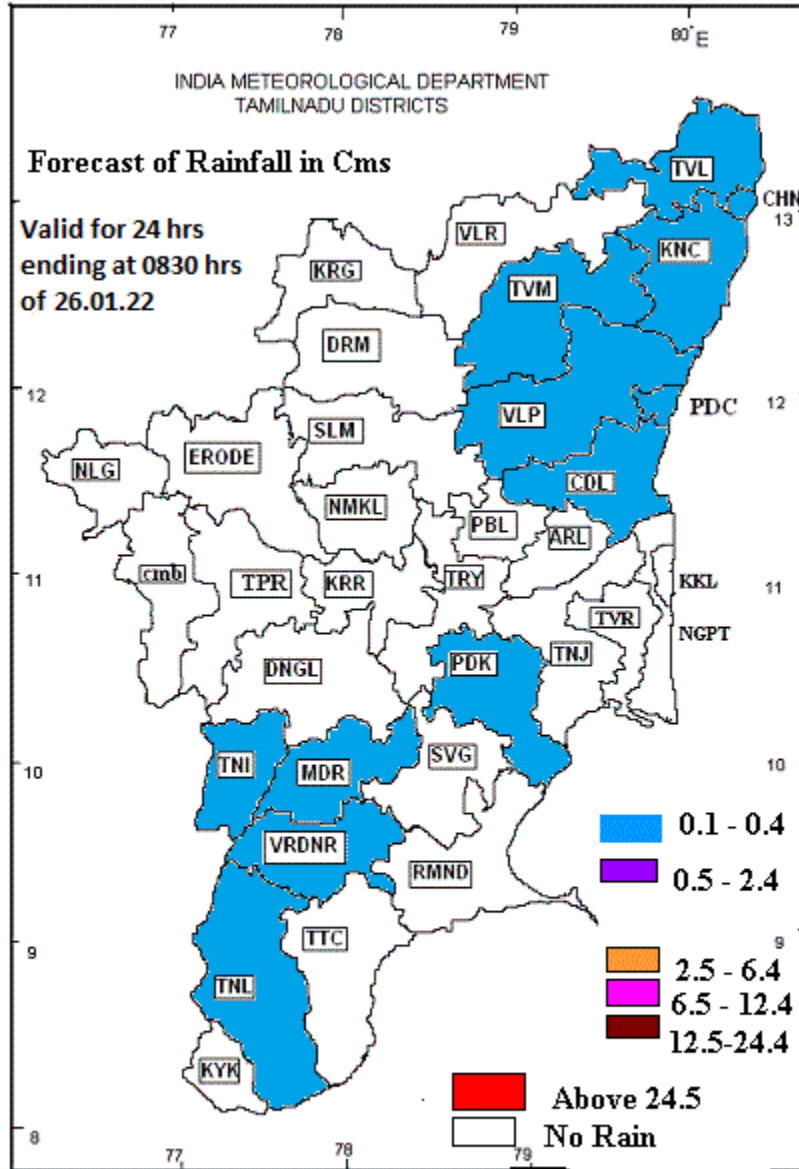 77 78 79 80° E
INDIA METEOROLOGICAL DEPARTMENT
TAMILNADU DISTRICTS
Forecast of Rainfall in Cms
Valid for 24 hrs
ending at 0830 hrs
of 26.01.22
TVL
CHN
13
VLR
KNC
KRG
TVM
DRM
12
12
PDC
VLP
SLM
ERODE
NLG
CDL
NMKL
PBL
ARL
11
cmb
TPR
KRR
TRY
KKL
11
TVR
NGPT
DNGL
PDK
TNJ
10
TNI
MDR
SVG
10
0.1 - 0.4
VRDNR
RMND
0.5 - 2.4
9
TTC
9
2.5 - 6.4
TNL
6.5 - 12.4
12.5-24.4
KYK
Above 24.5
No Rain
8
77 78 79